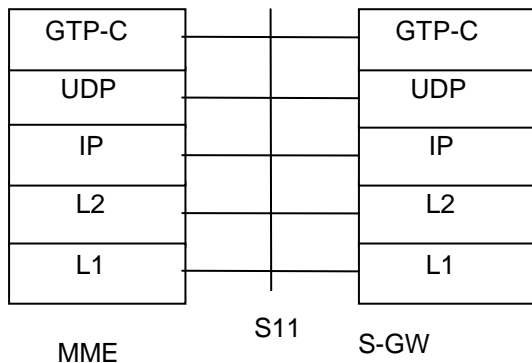 GTP-C GTP-C
UDP UDP
IP IP
L2 L2
L1 L1
S11
MME S-GW